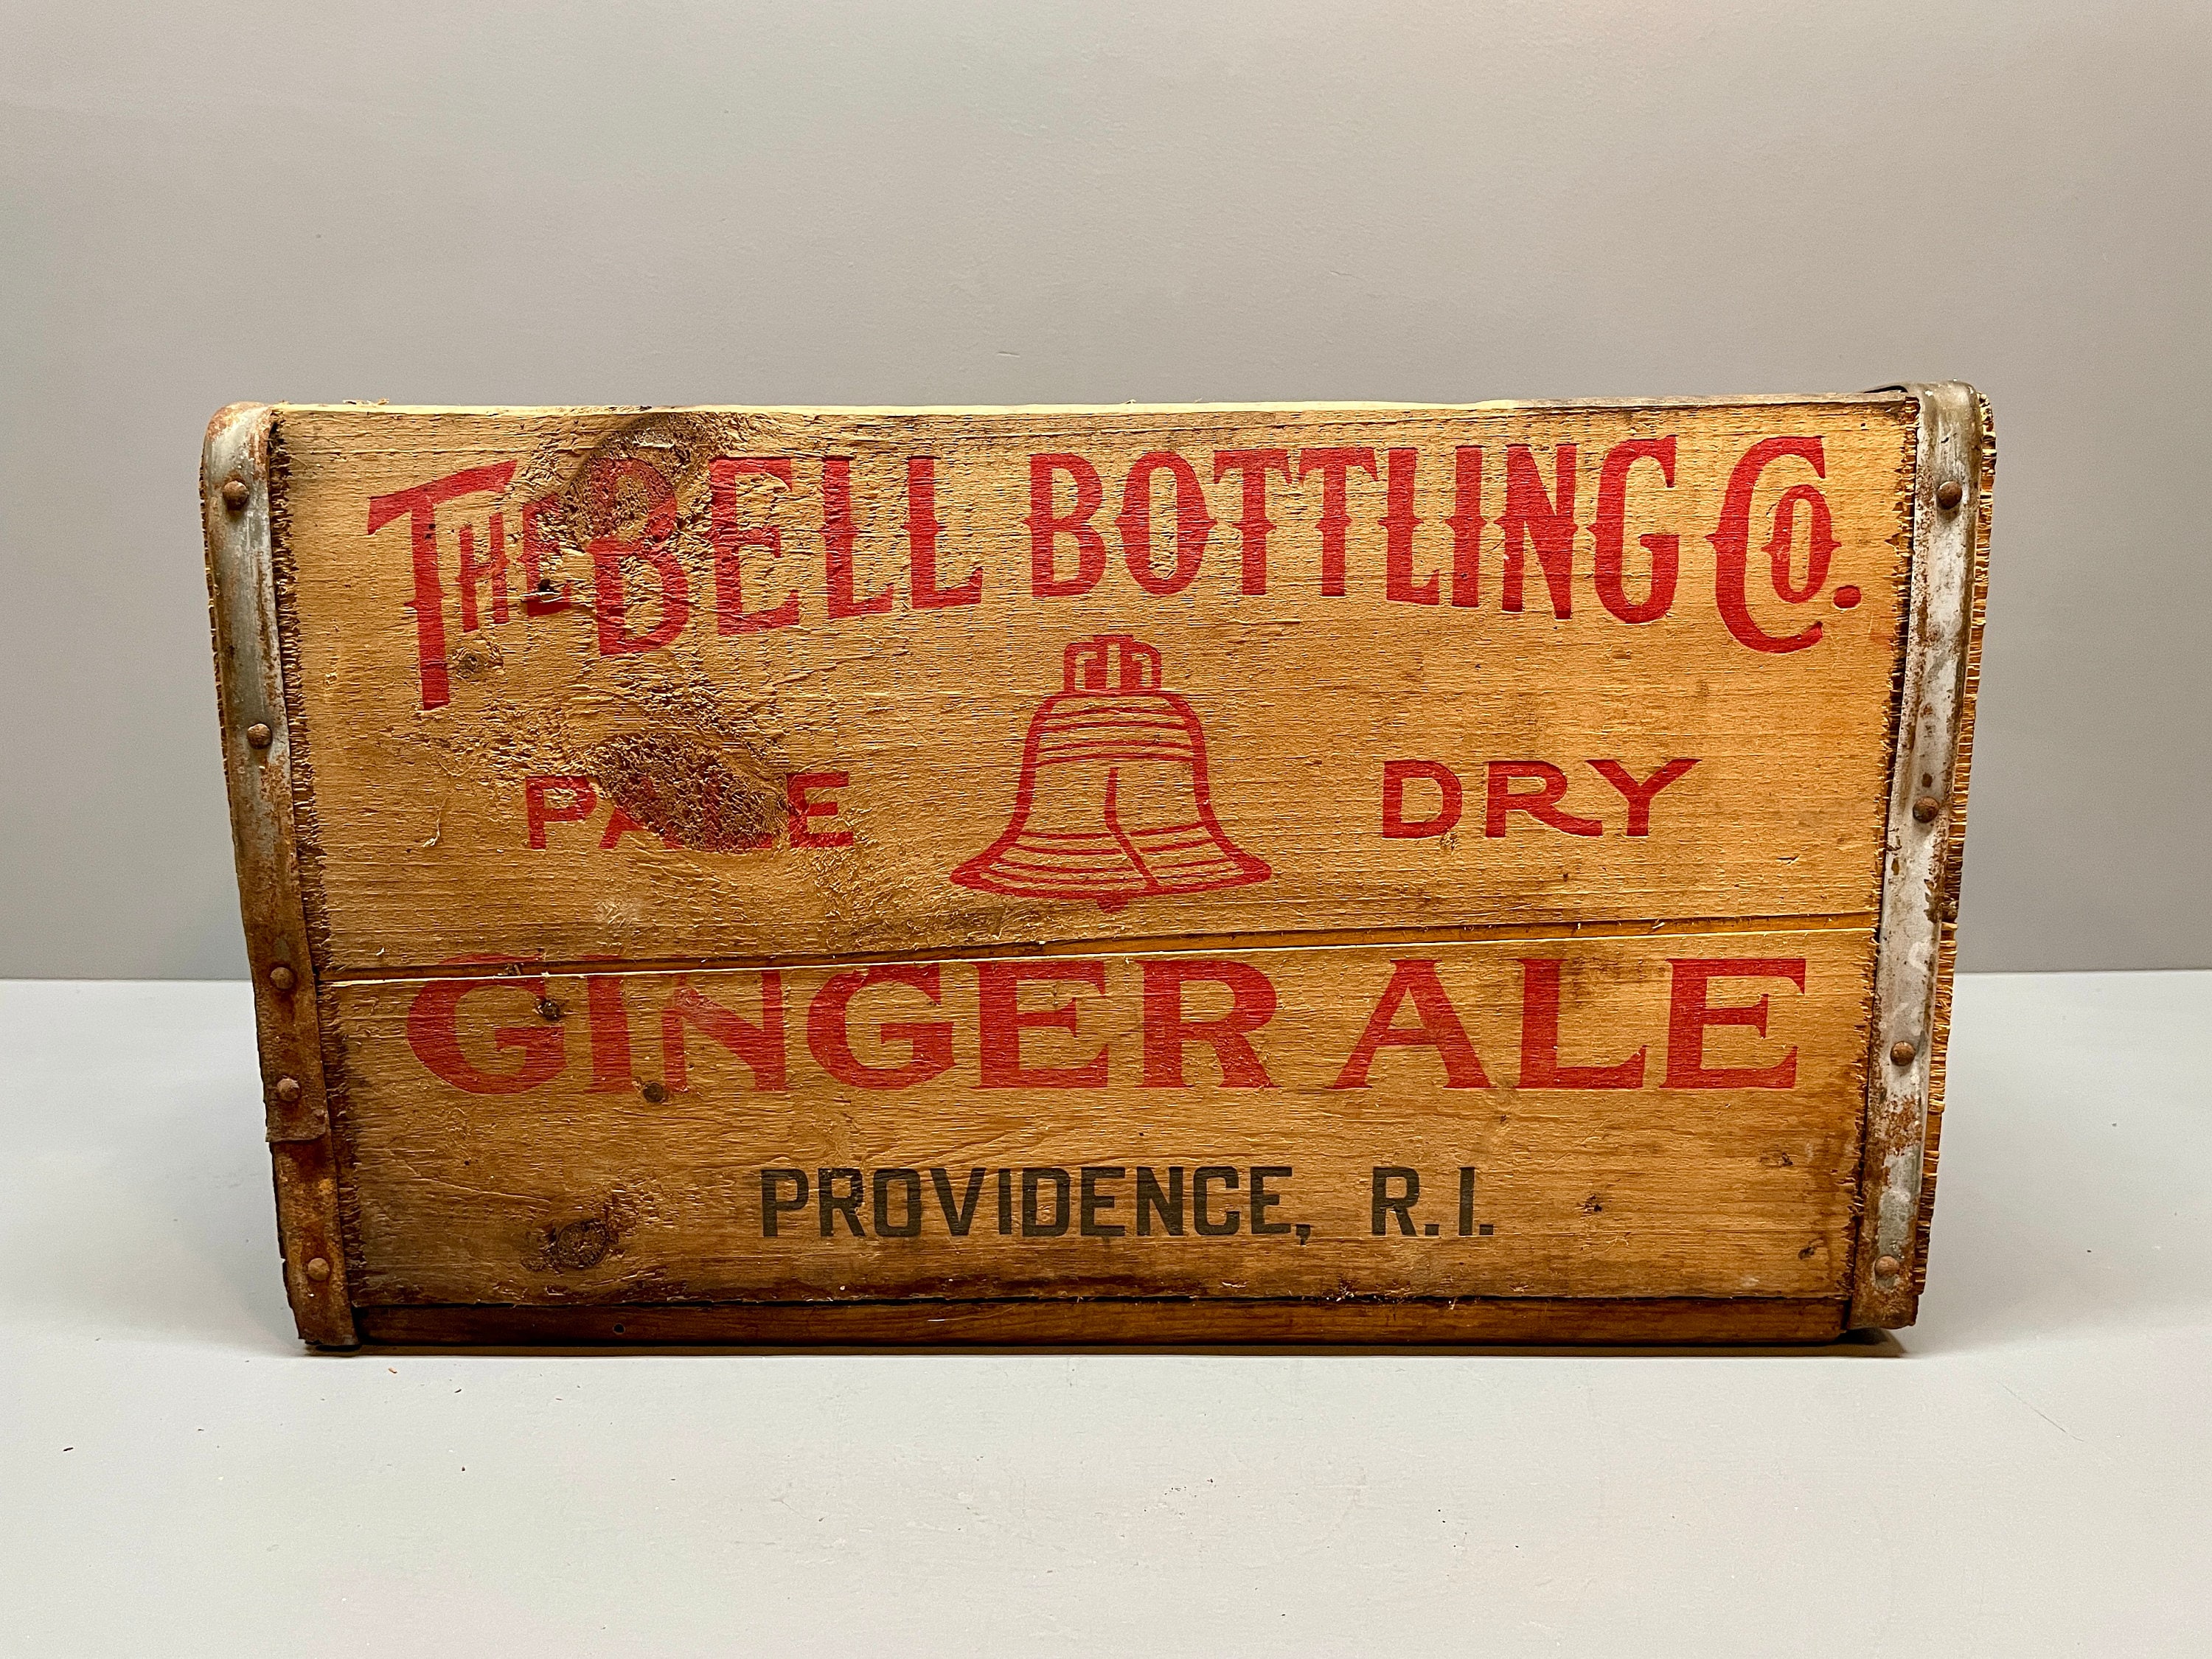 The Bell Bottling Co.
PALE DRY
GINGER ALE
PROVIDENCE, R.I.